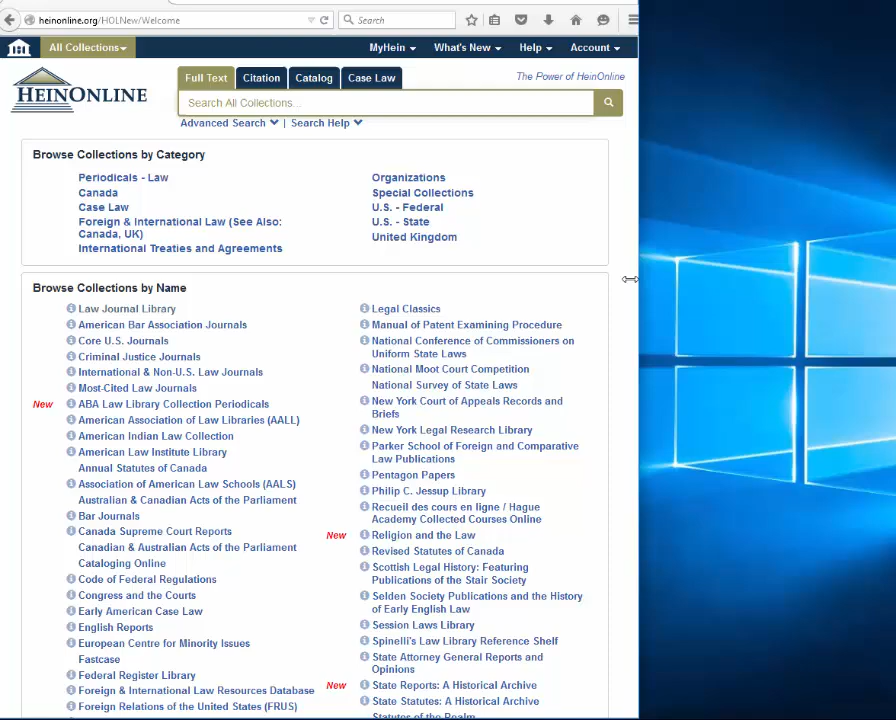 heinonline.org/HOLNew/Welcome
Search
All Collections
MyHein
What's New
Help
Account
HEINONLINE
Full Text
Citation
Catalog
Case Law
The Power of HeinOnline
Search All Collections...
Advanced Search | Search Help
Browse Collections by Category
Periodicals - Law
Canada
Case Law
Foreign & International Law (See Also:
Canada, UK)
International Treaties and Agreements
Organizations
Special Collections
U.S. - Federal
U.S. - State
United Kingdom
Browse Collections by Name
Law Journal Library
American Bar Association Journals
Core U.S. Journals
Criminal Justice Journals
International & Non-U.S. Law Journals
Most-Cited Law Journals
New ABA Law Library Collection Periodicals
American Association of Law Libraries (AALL)
American Indian Law Collection
American Law Institute Library
Annual Statutes of Canada
Association of American Law Schools (AALS)
Australian & Canadian Acts of the Parliament
Bar Journals
Canada Supreme Court Reports
Canadian & Australian Acts of the Parliament
Cataloging Online
Code of Federal Regulations
Congress and the Courts
Early American Case Law
English Reports
European Centre for Minority Issues
Fastcase
Federal Register Library
Foreign & International Law Resources Database
Foreign Relations of the United States (FRUS)
Legal Classics
Manual of Patent Examining Procedure
National Conference of Commissioners on
Uniform State Laws
National Moot Court Competition
National Survey of State Laws
New York Court of Appeals Records and
Briefs
New York Legal Research Library
Parker School of Foreign and Comparative
Law Publications
Pentagon Papers
Philip C. Jessup Library
Recueil des cours en ligne / Hague
Academy Collected Courses Online
New Religion and the Law
Revised Statutes of Canada
Scottish Legal History: Featuring
Publications of the Stair Society
Selden Society Publications and the History
of Early English Law
Session Laws Library
Spinelli's Law Library Reference Shelf
State Attorney General Reports and
Opinions
New State Reports: A Historical Archive
State Statutes: A Historical Archive
Statutes of the Realm